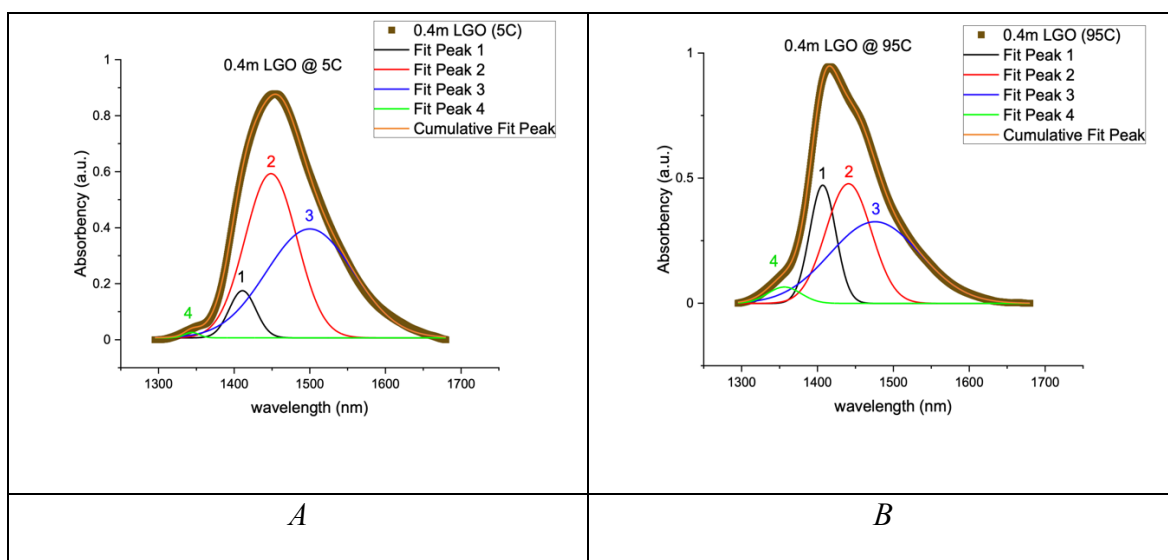 0.4m LGO @ 5C
0.4m LGO (5C)
Fit Peak 1
Fit Peak 2
Fit Peak 3
Fit Peak 4
Cumulative Fit Peak
Absorbency (a.u.)
1
0.8
0.6
0.4
0.2
0
2
3
1
4
1300 1400 1500 1600 1700
wavelength (nm)
A
0.4m LGO @ 95C
0.4m LGO (95C)
Fit Peak 1
Fit Peak 2
Fit Peak 3
Fit Peak 4
Cumulative Fit Peak
Absorbency (a.u.)
1
0.5
0
1
2
3
4
1300 1400 1500 1600 1700
wavelength (nm)
B